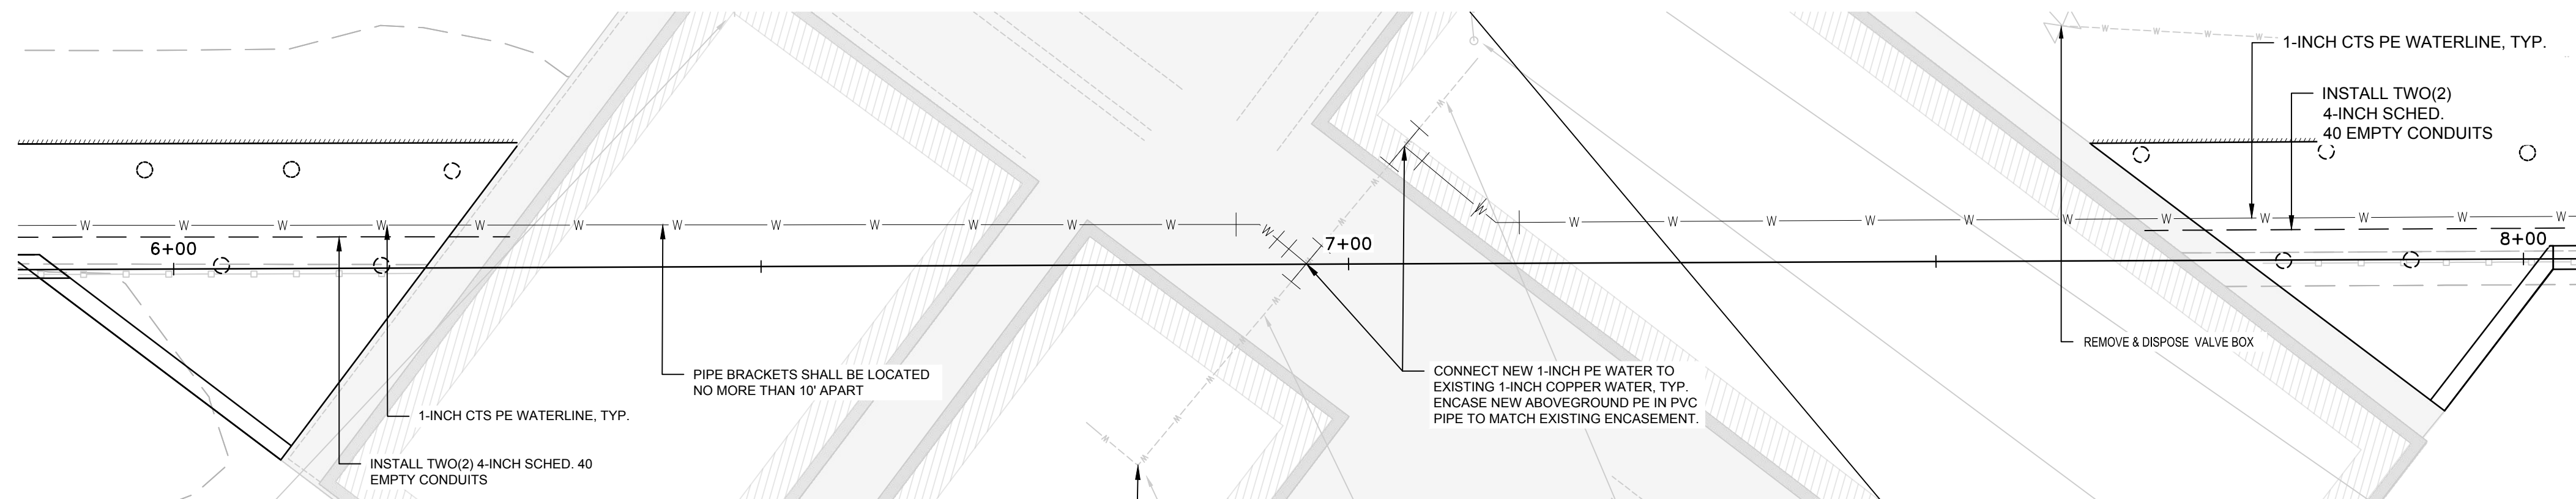 1-INCH CTS PE WATERLINE, TYP.
INSTALL TWO(2)
4-INCH SCHED.
40 EMPTY CONDUITS
W W W W W W W W W W W W W W W W W W W W W W W
6+00
7+00
8+00
REMOVE & DISPOSE VALVE BOX
PIPE BRACKETS SHALL BE LOCATED
NO MORE THAN 10' APART
CONNECT NEW 1-INCH PE WATER TO
EXISTING 1-INCH COPPER WATER, TYP.
ENCASE NEW ABOVEGROUND PE IN PVC
PIPE TO MATCH EXISTING ENCASEMENT.
1-INCH CTS PE WATERLINE, TYP.
INSTALL TWO(2) 4-INCH SCHED. 40
EMPTY CONDUITS